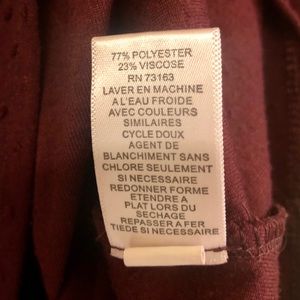 77% POLYESTER
23% VISCOSE
RN 73163
LAVER EN MACHINE
A L'EAU FROIDE
AVEC COULEURS
SIMILAIRES
CYCLE DOUX
AGENT DE
BLANCHIMENT SANS
CHLORE SEULEMENT
SI NECESSAIRE
REDONNER FORME
ETENDRE A
PLAT LORS DU
SECHAGE
REPASSER A FER
TIEDE SI NECESSAIRE